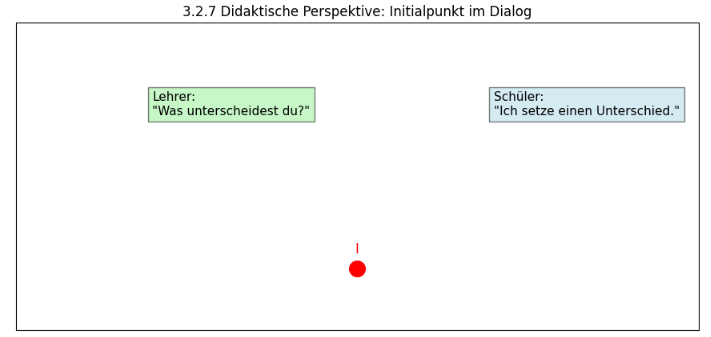 3.2.7 Didaktische Perspektive: Initialpunkt im Dialog
Lehrer:
"Was unterscheidest du?"
Schüler:
"Ich setze einen Unterschied."
I